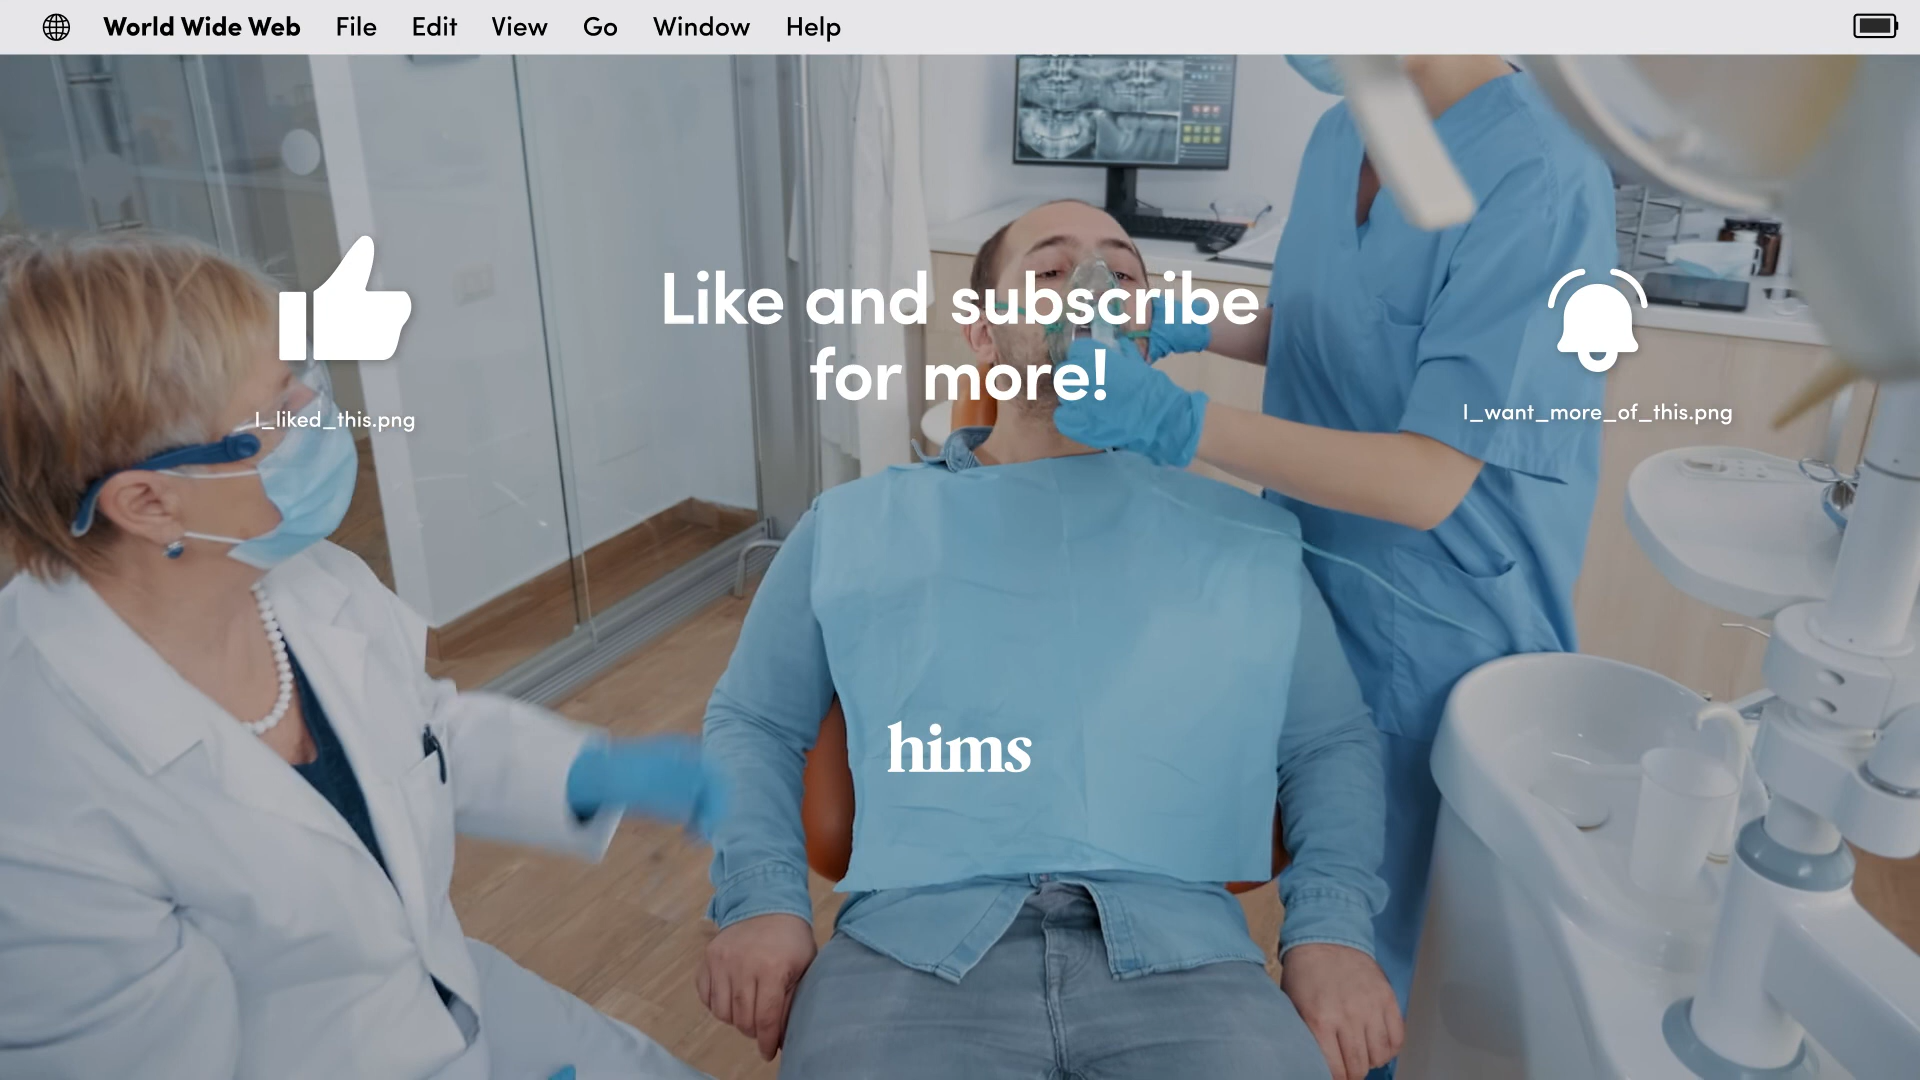 World Wide Web File Edit View Go Window Help
Like and subscribe
for more!
I_liked_this.png
I_want_more_of_this.png
hims